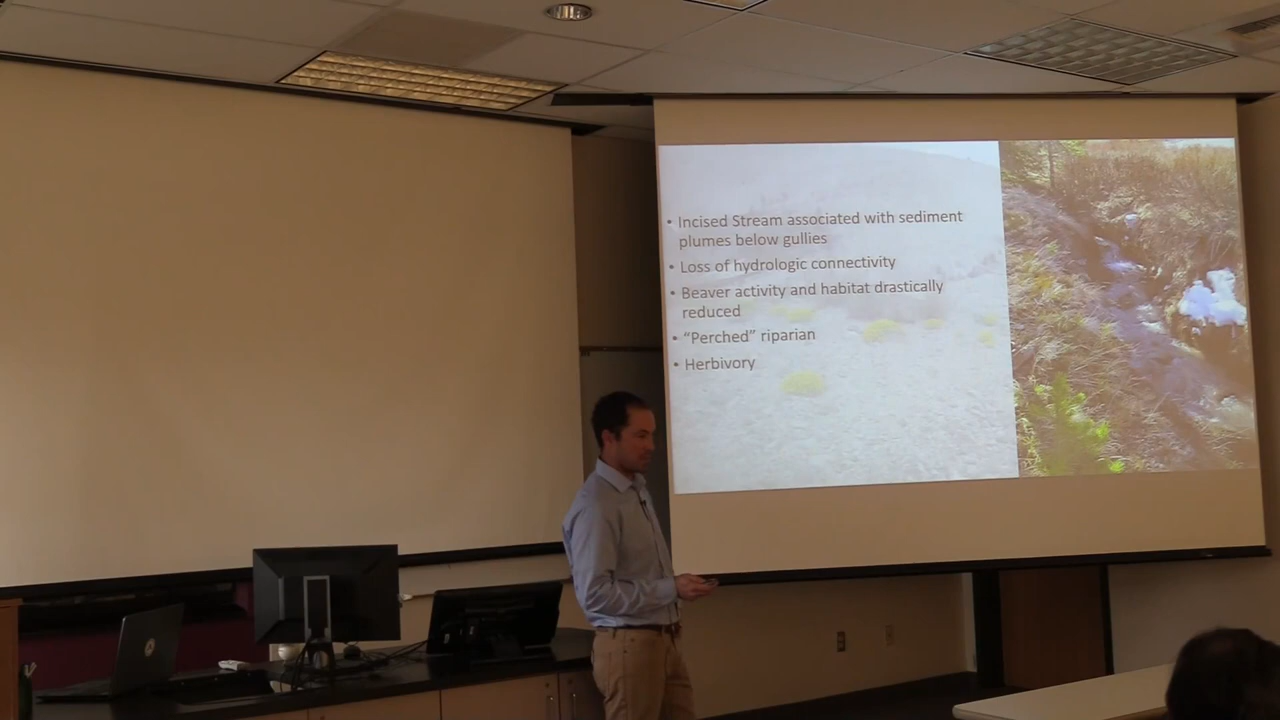 • Incised Stream associated with sediment
plumes below gullies
• Loss of hydrologic connectivity
• Beaver activity and habitat drastically
reduced
• “Perched” riparian
• Herbivory